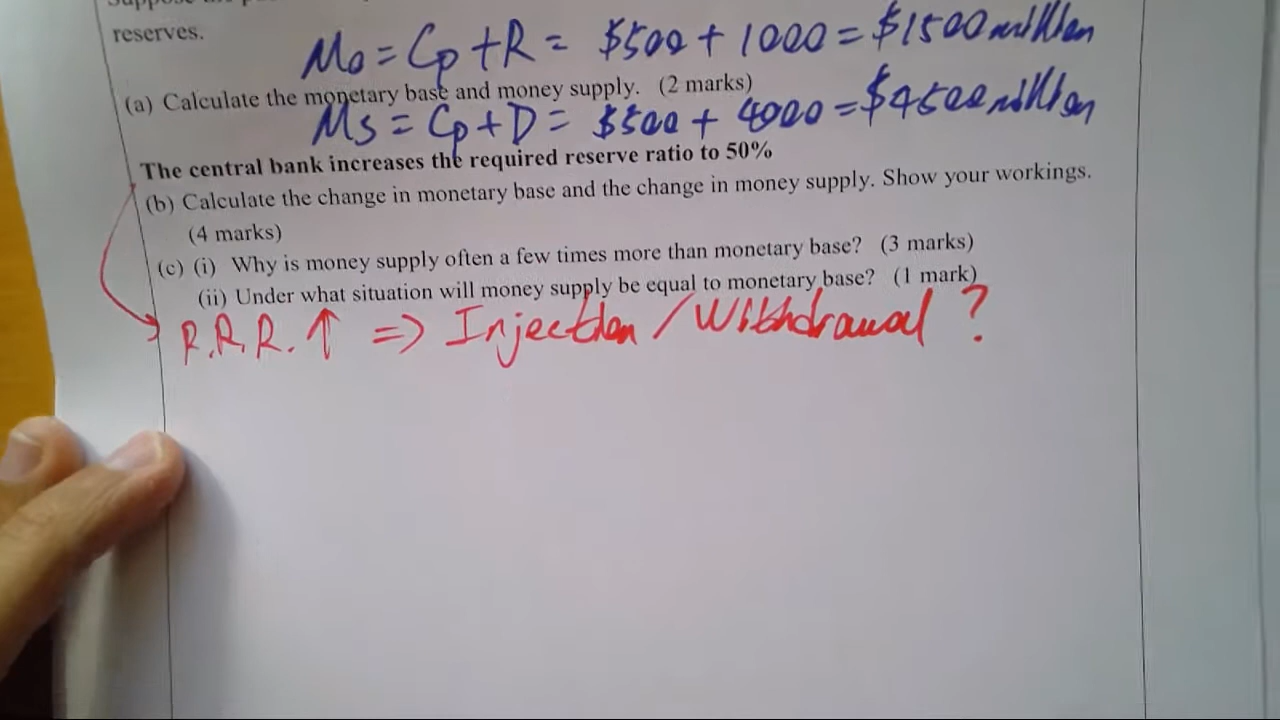 reserves.
Mo = Cp + R = $500 + 1000 = $1500 million
(a) Calculate the monetary base and money supply. (2 marks)
Ms = Cp + D = $500 + 4000 = $4500 million
The central bank increases the required reserve ratio to 50%
(b) Calculate the change in monetary base and the change in money supply. Show your workings.
(4 marks)
(c) (i) Why is money supply often a few times more than monetary base? (3 marks)
(ii) Under what situation will money supply be equal to monetary base? (1 mark)
R.R.R. ↑ => Injection / Withdrawal ?